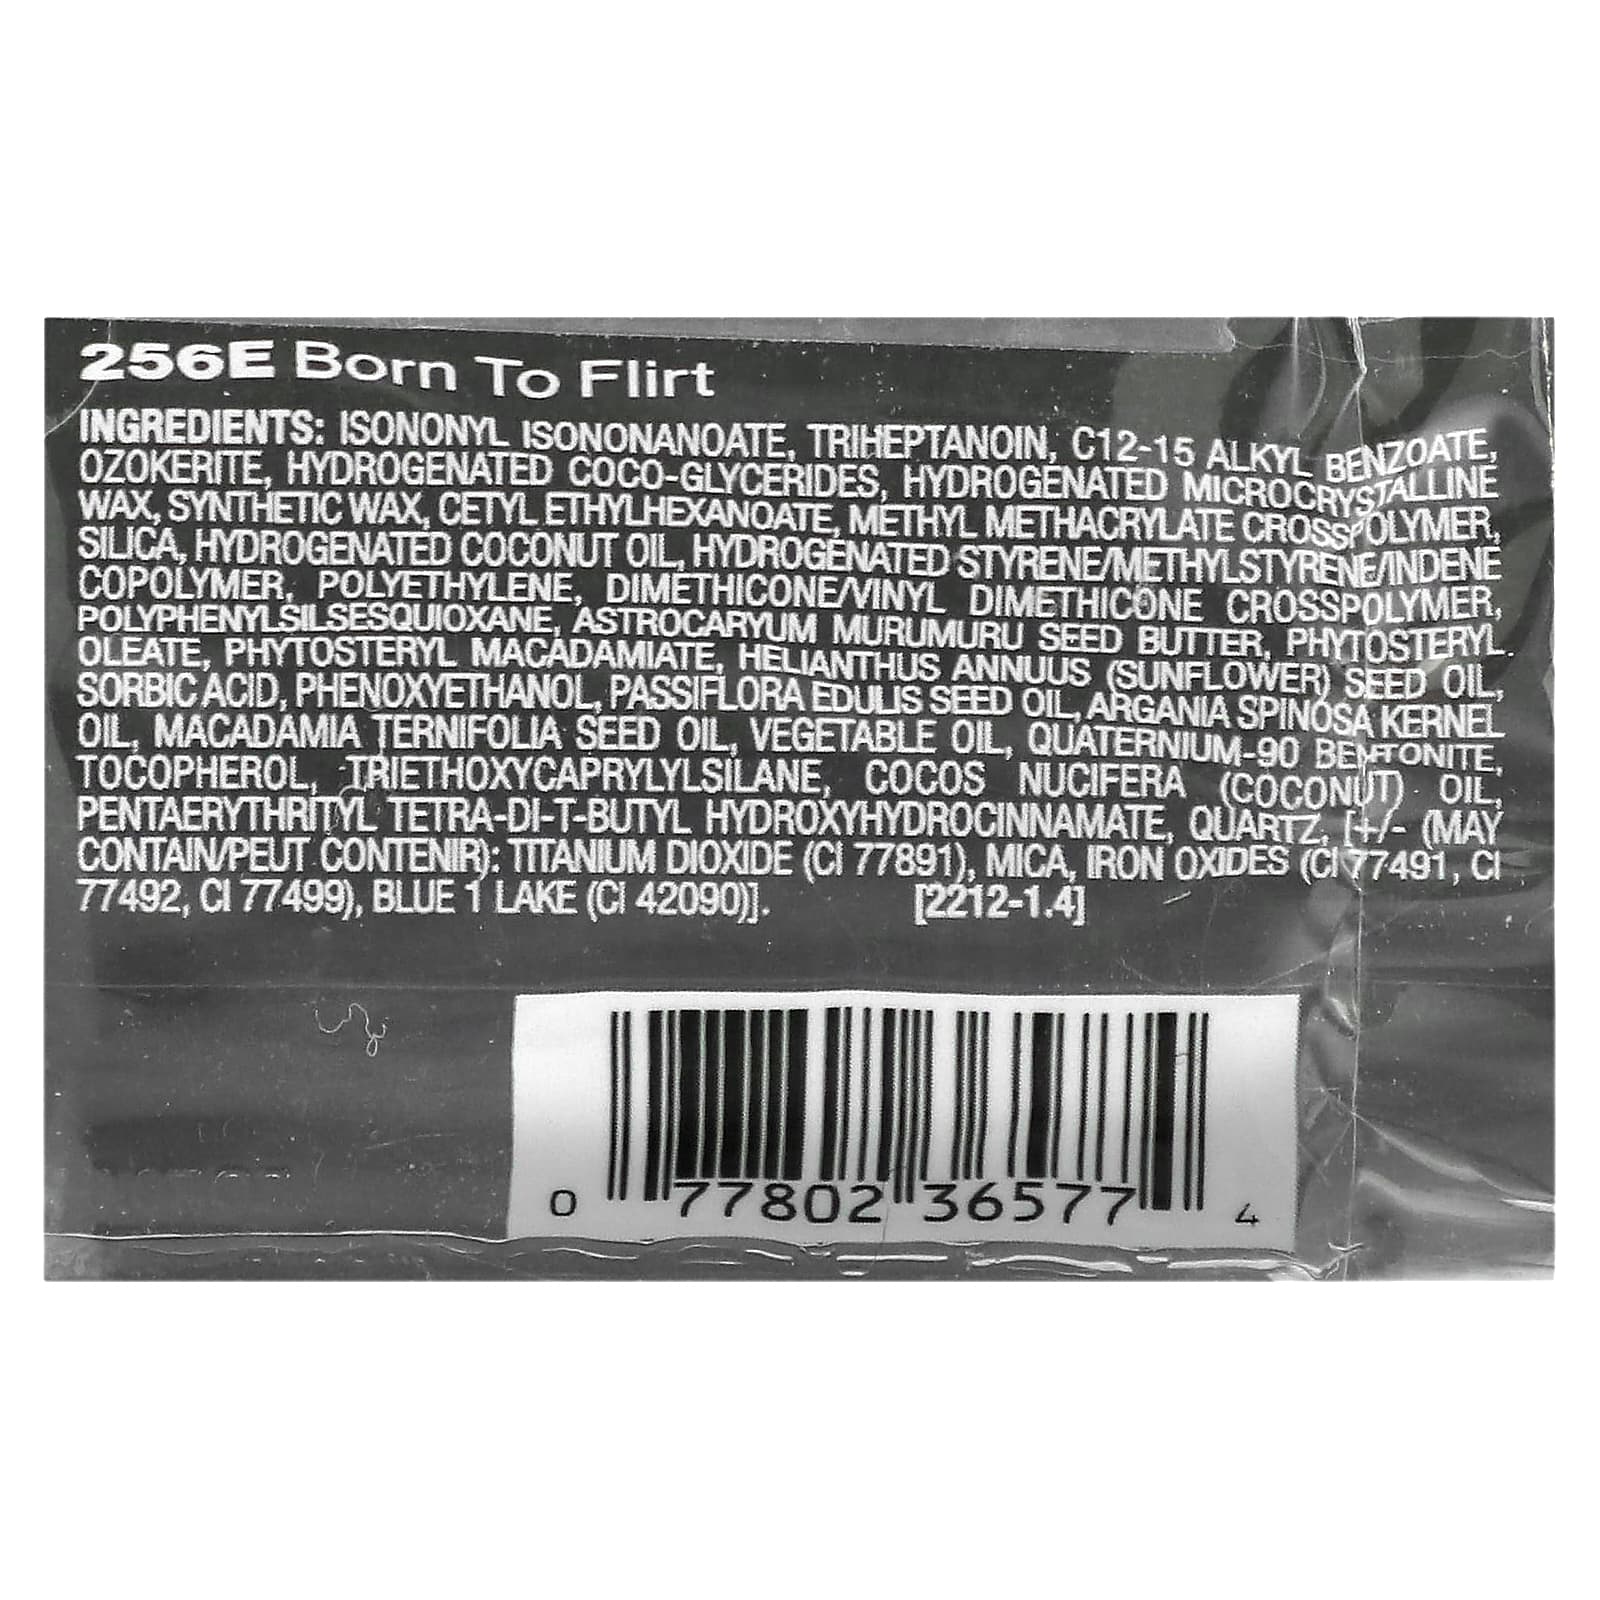 256E Born To Flirt
INGREDIENTS: ISONONYL ISONONANOATE, TRIHEPTANOIN, C12-15 ALKYL BENZOATE,
OZOKERITE, HYDROGENATED COCO-GLYCERIDES, HYDROGENATED MICROCRYSTALLINE
WAX, SYNTHETIC WAX, CETYL ETHYLHEXANOATE, METHYL METHACRYLATE CROSSPOLYMER,
SILICA, HYDROGENATED COCONUT OIL, HYDROGENATED STYRENE/METHYLSTYRENE/INDENE
COPOLYMER, POLYETHYLENE, DIMETHICONE/VINYL DIMETHICONE CROSSPOLYMER,
POLYPHENYLSILSESQUIOXANE, ASTROCARYUM MURUMURU SEED BUTTER, PHYTOSTERYL
OLEATE, PHYTOSTERYL MACADAMIATE, HELIANTHUS ANNUUS (SUNFLOWER) SEED OIL,
SORBIC ACID, PHENOXYETHANOL, PASSIFLORA EDULIS SEED OIL, ARGANIA SPINOSA KERNEL
OIL, MACADAMIA TERNIFOLIA SEED OIL, VEGETABLE OIL, QUATERNIUM-90 BENTONITE,
TOCOPHEROL, TRIETHOXYCAPRYLYLSILANE, COCOS NUCIFERA (COCONUT) OIL,
PENTAERYTHRITYL TETRA-DI-T-BUTYL HYDROXYHYDROCINNAMATE, QUARTZ, [+/- (MAY
CONTAIN/PEUT CONTENIR): TITANIUM DIOXIDE (CI 77891), MICA, IRON OXIDES (CI 77491, CI
77492, CI 77499), BLUE 1 LAKE (CI 42090)]. [2212-1.4]
0 77802 36577 4